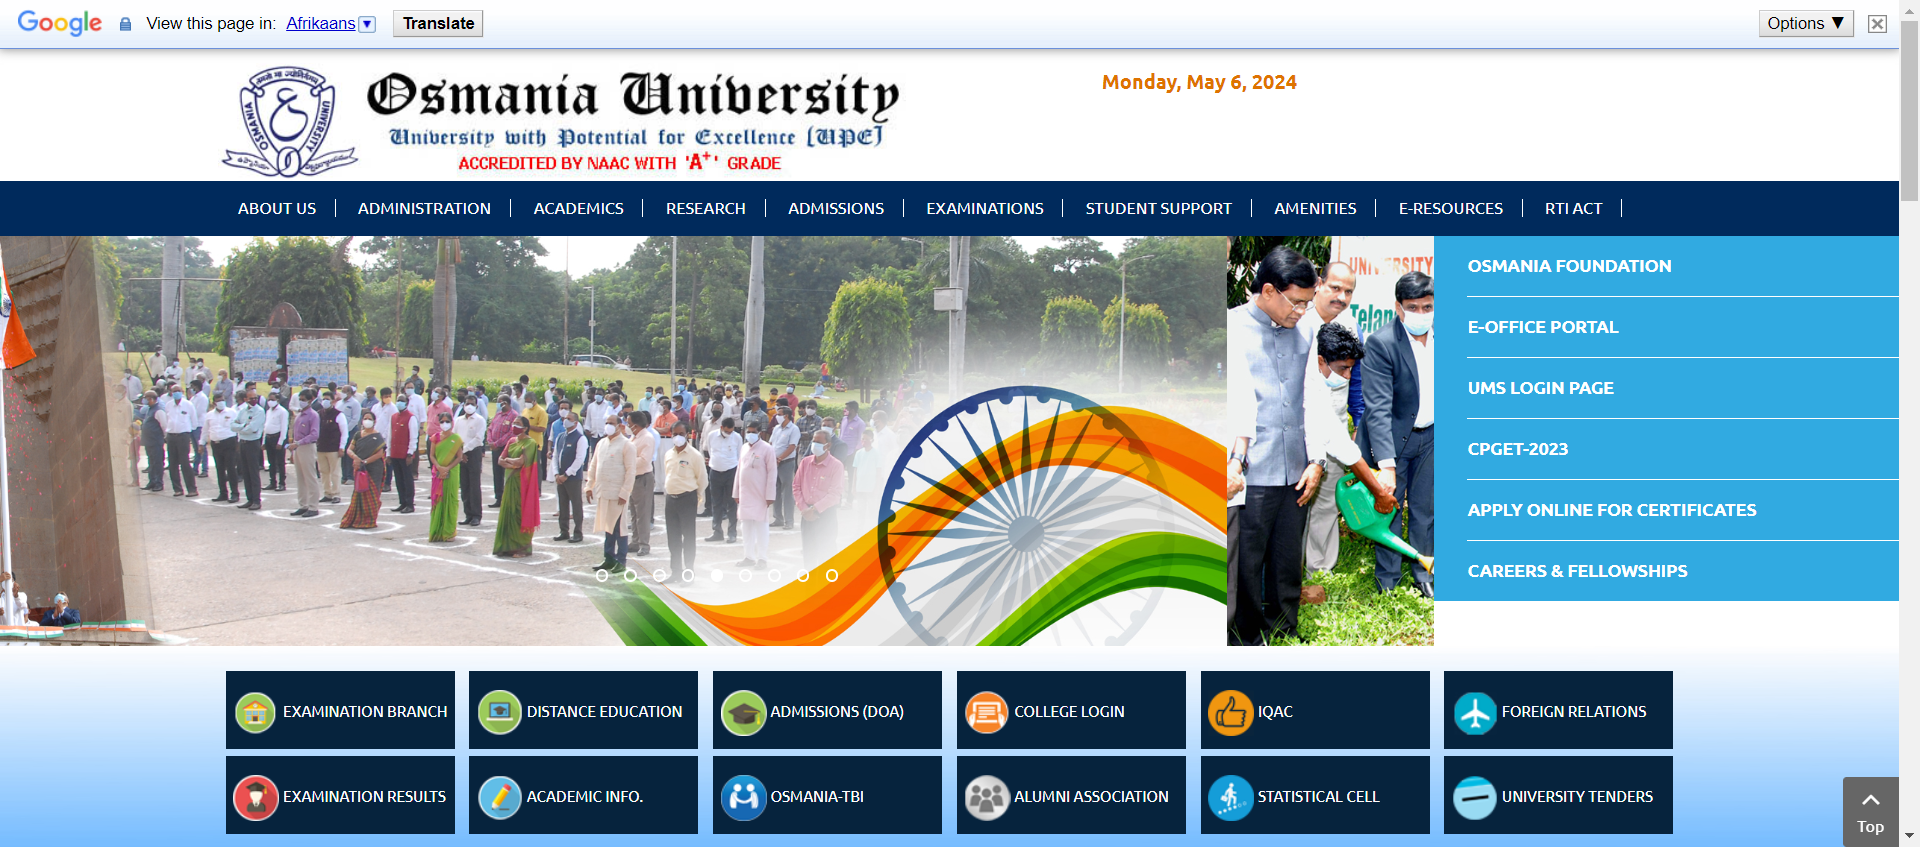 Google View this page in: Afrikaans ▼ Translate Options ▼
Osmania University
Monday, May 6, 2024
University with Potential for Excellence [UPE]
ACCREDITED BY NAAC WITH 'A+' GRADE
OSMANIA UNIVERSITY
ABOUT US ADMINISTRATION ACADEMICS RESEARCH ADMISSIONS EXAMINATIONS STUDENT SUPPORT AMENITIES E-RESOURCES RTI ACT
OSMANIA FOUNDATION
E-OFFICE PORTAL
UMS LOGIN PAGE
CPGET-2023
APPLY ONLINE FOR CERTIFICATES
CAREERS & FELLOWSHIPS
EXAMINATION BRANCH DISTANCE EDUCATION ADMISSIONS (DOA) COLLEGE LOGIN IQAC FOREIGN RELATIONS
EXAMINATION RESULTS ACADEMIC INFO. OSMANIA-TBI ALUMNI ASSOCIATION STATISTICAL CELL UNIVERSITY TENDERS
Top